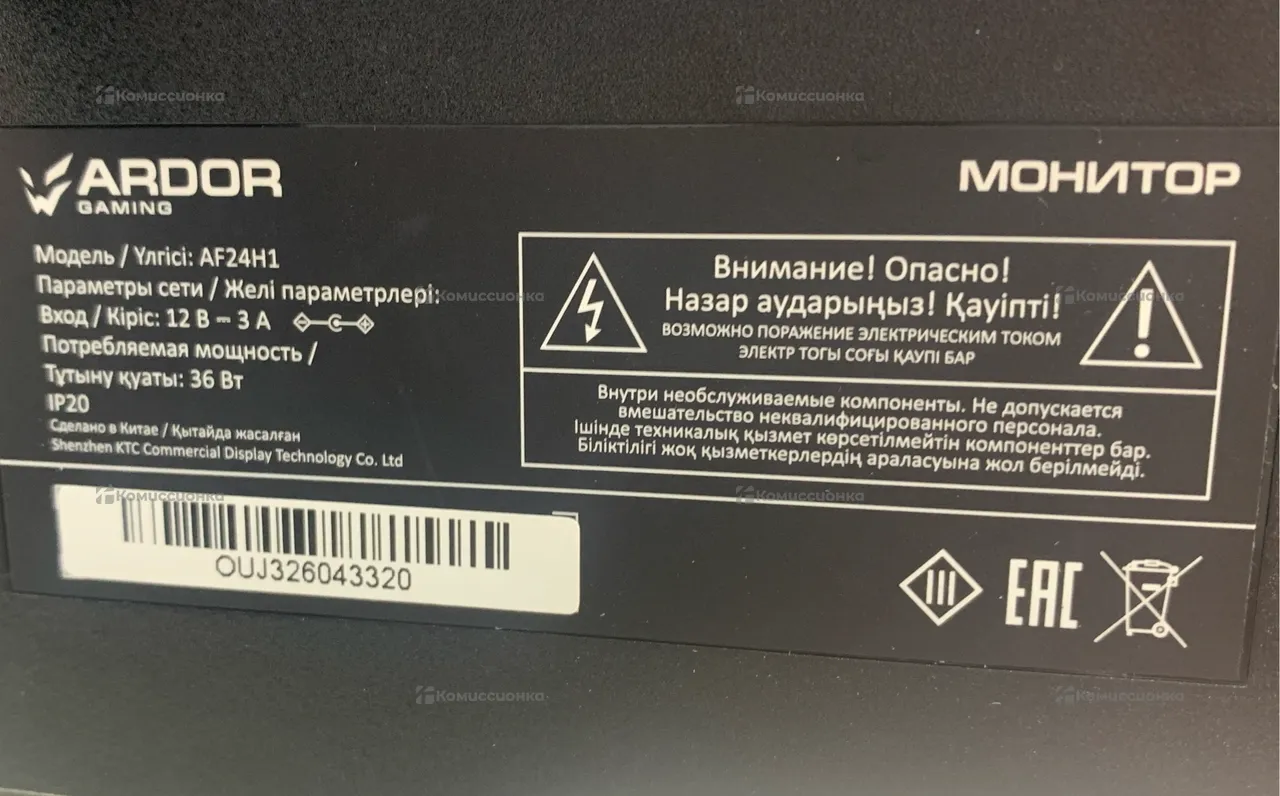 Комиссионка
Комиссионка
ARDOR
GAMING
МОНИТОР
Модель / Үлгісі: AF24H1
Параметры сети / Желі параметрлері:
Вход / Кіріс: 12 В ⎓ 3 А
Потребляемая мощность /
Тұтыну қуаты: 36 Вт
IP20
Сделано в Китае / Қытайда жасалған
Shenzhen KTC Commercial Display Technology Co. Ltd
Внимание! Опасно!
Назар аударыңыз! Қауіпті!
ВОЗМОЖНО ПОРАЖЕНИЕ ЭЛЕКТРИЧЕСКИМ ТОКОМ
ЭЛЕКТР ТОГЫ СОҒЫ ҚАУПІ БАР
Внутри необслуживаемые компоненты. Не допускается
вмешательство неквалифицированного персонала.
Ішінде техникалық қызмет көрсетілмейтін компоненттер бар.
Біліктілігі жоқ қызметкерлердің араласуына жол берілмейді.
Комиссионка
Комиссионка
Комиссионка
Комиссионка
OUJ326043320
EAC
Комиссионка
Комиссионка